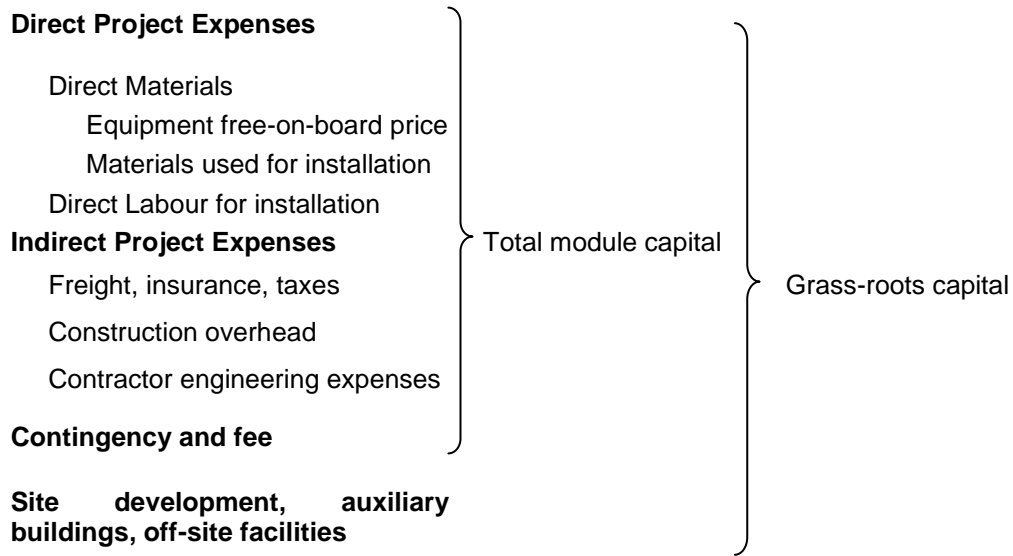 Direct Project Expenses
Direct Materials
Equipment free-on-board price
Materials used for installation
Direct Labour for installation
Indirect Project Expenses
Total module capital
Freight, insurance, taxes
Grass-roots capital
Construction overhead
Contractor engineering expenses
Contingency and fee
Site development, auxiliary
buildings, off-site facilities